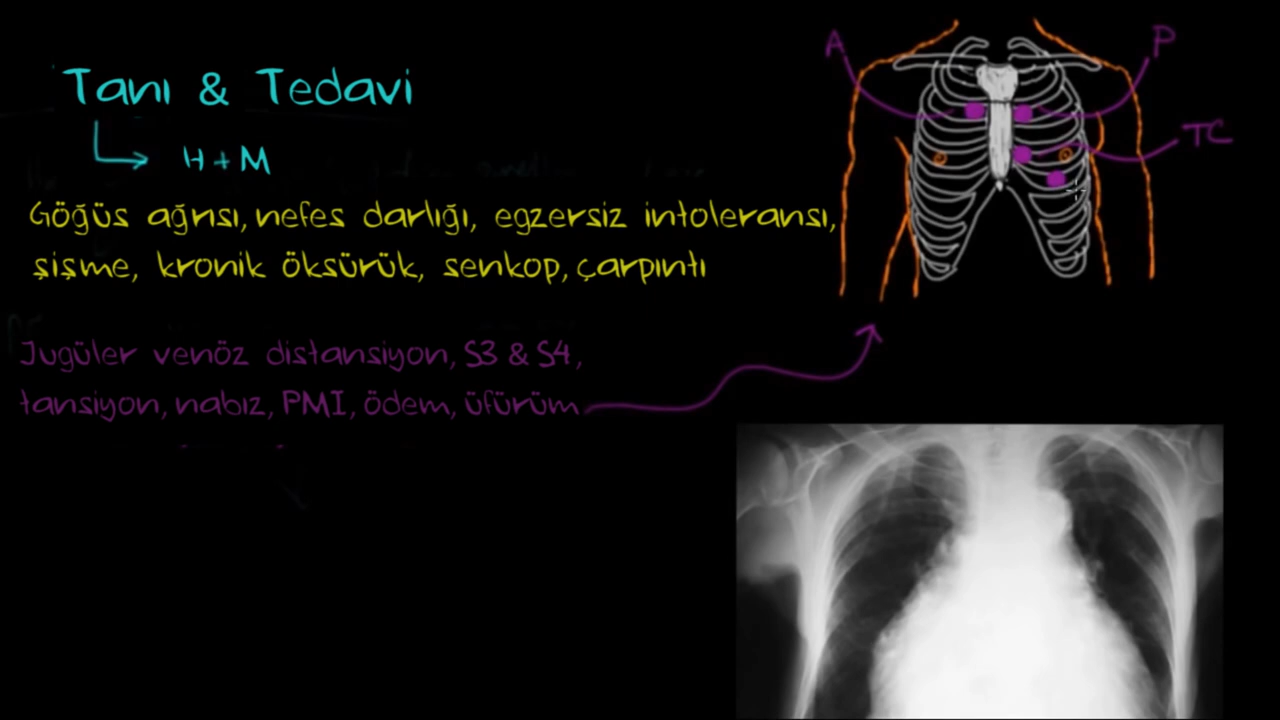 Tanı & Tedavi
H + M
Göğüs ağrısı, nefes darlığı, egzersiz intoleransı,
şişme, kronik öksürük, senkop, çarpıntı
Jugüler venöz distansiyon, S3 & S4,
tansiyon, nabız, PMI, ödem, üfürüm
A
P
TC